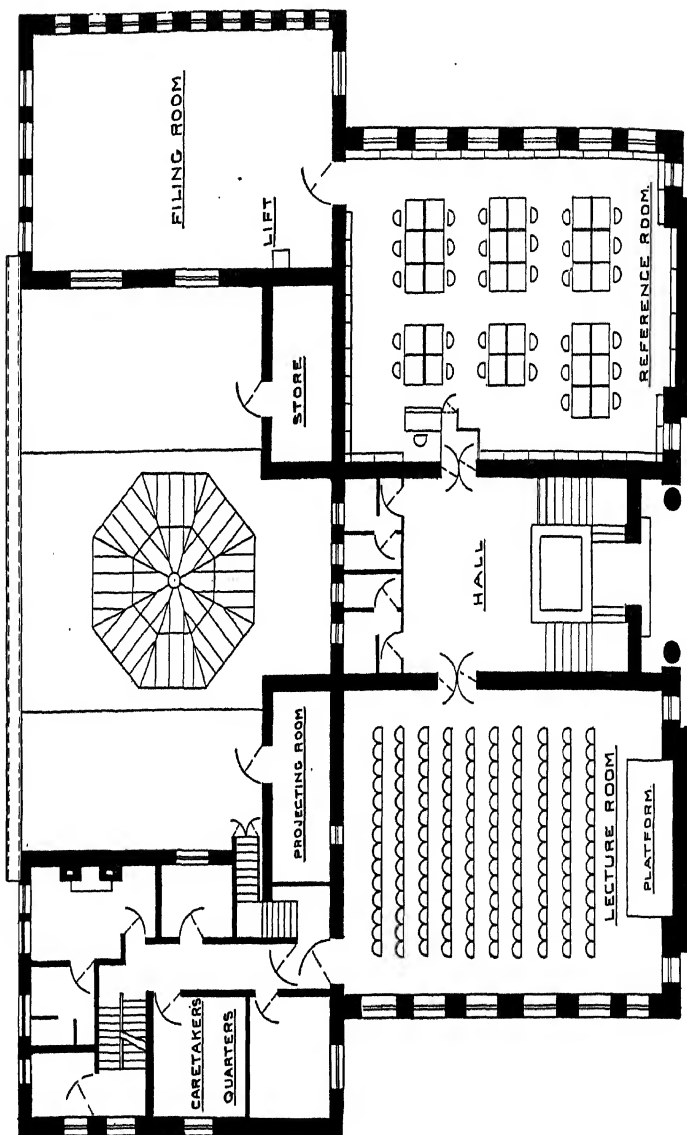 FILING ROOM
LIFT
STORE
REFERENCE ROOM.
HALL
PROJECTING ROOM
LECTURE ROOM
PLATFORM.
CARETAKERS
QUARTERS